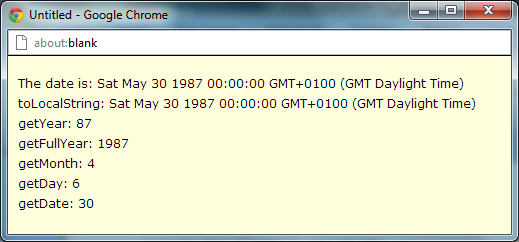 Untitled - Google Chrome
about:blank
The date is: Sat May 30 1987 00:00:00 GMT+0100 (GMT Daylight Time)
toLocalString: Sat May 30 1987 00:00:00 GMT+0100 (GMT Daylight Time)
getYear: 87
getFullYear: 1987
getMonth: 4
getDay: 6
getDate: 30